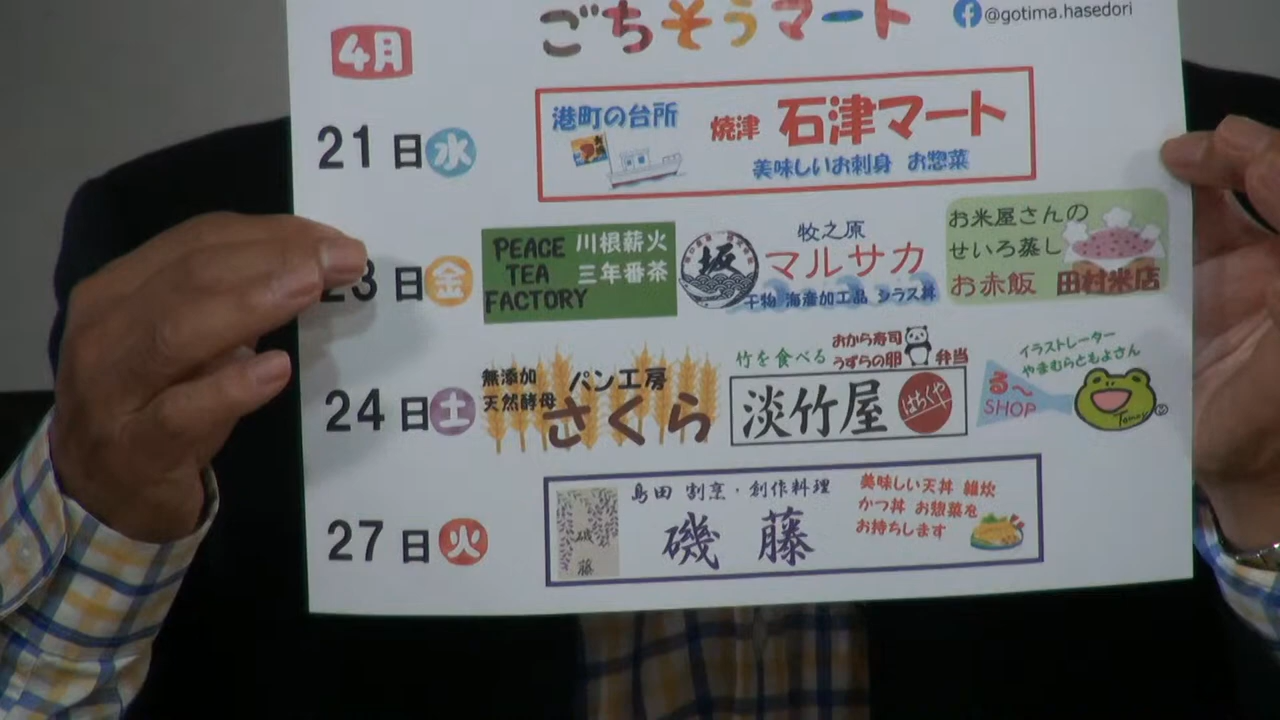 ごちそうマート
@gotima.hasedori
4月
21日 水
港町の台所
焼津 石津マート
美味しいお刺身 お惣菜
23日 金
PEACE
TEA
FACTORY
川根薪火
三年番茶
坂
牧之原
マルサカ
干物 海産加工品 シラス丼
お米屋さんの
せいろ蒸し
お赤飯 田村米店
24日 土
無添加
天然酵母
パン工房
さくら
竹を食べる
おから寿司
うずらの卵
弁当
淡竹屋
はちくや
る～
SHOP
イラストレーター
やまむらともよさん
Tomoy
27日 火
磯藤
島田 割烹・創作料理
磯藤
美味しい天丼 雑炊
かつ丼 お惣菜を
お持ちします